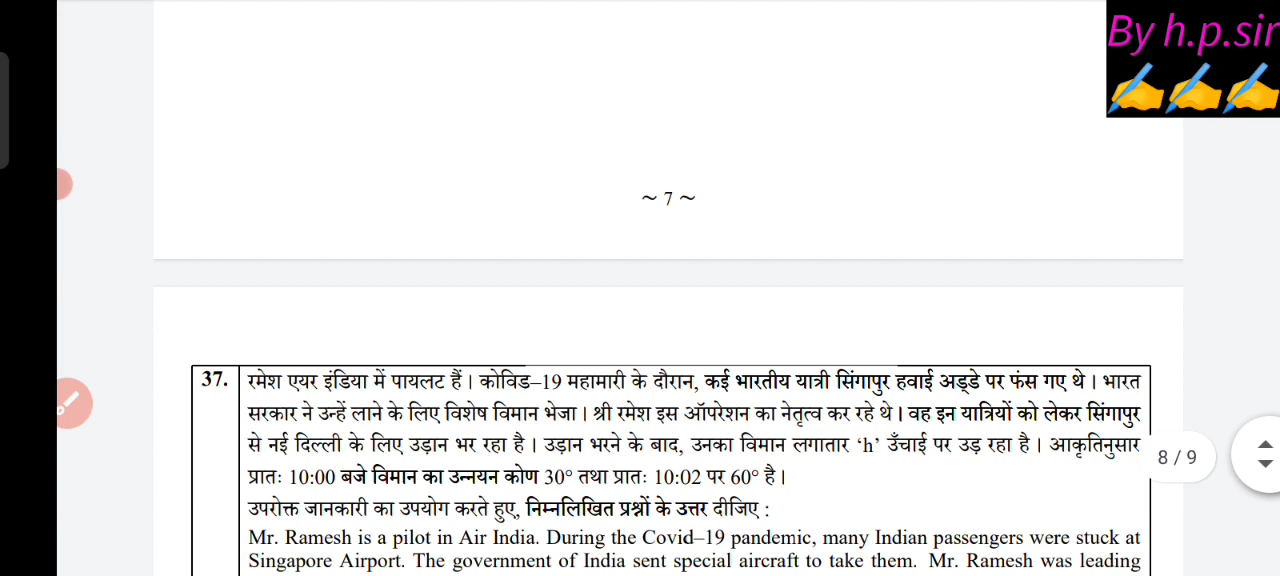 By h.p.sir
~ 7 ~
37. रमेश एयर इंडिया में पायलट हैं। कोविड–19 महामारी के दौरान, कई भारतीय यात्री सिंगापुर हवाई अड्डे पर फंस गए थे। भारत
सरकार ने उन्हें लाने के लिए विशेष विमान भेजा। श्री रमेश इस ऑपरेशन का नेतृत्व कर रहे थे। वह इन यात्रियों को लेकर सिंगापुर
से नई दिल्ली के लिए उड़ान भर रहा है। उड़ान भरने के बाद, उनका विमान लगातार ‘h’ उँचाई पर उड़ रहा है। आकृतिनुसार
8 / 9
प्रातः 10:00 बजे विमान का उन्नयन कोण 30° तथा प्रातः 10:02 पर 60° है।
उपरोक्त जानकारी का उपयोग करते हुए, निम्नलिखित प्रश्नों के उत्तर दीजिए :
Mr. Ramesh is a pilot in Air India. During the Covid–19 pandemic, many Indian passengers were stuck at
Singapore Airport. The government of India sent special aircraft to take them. Mr. Ramesh was leading